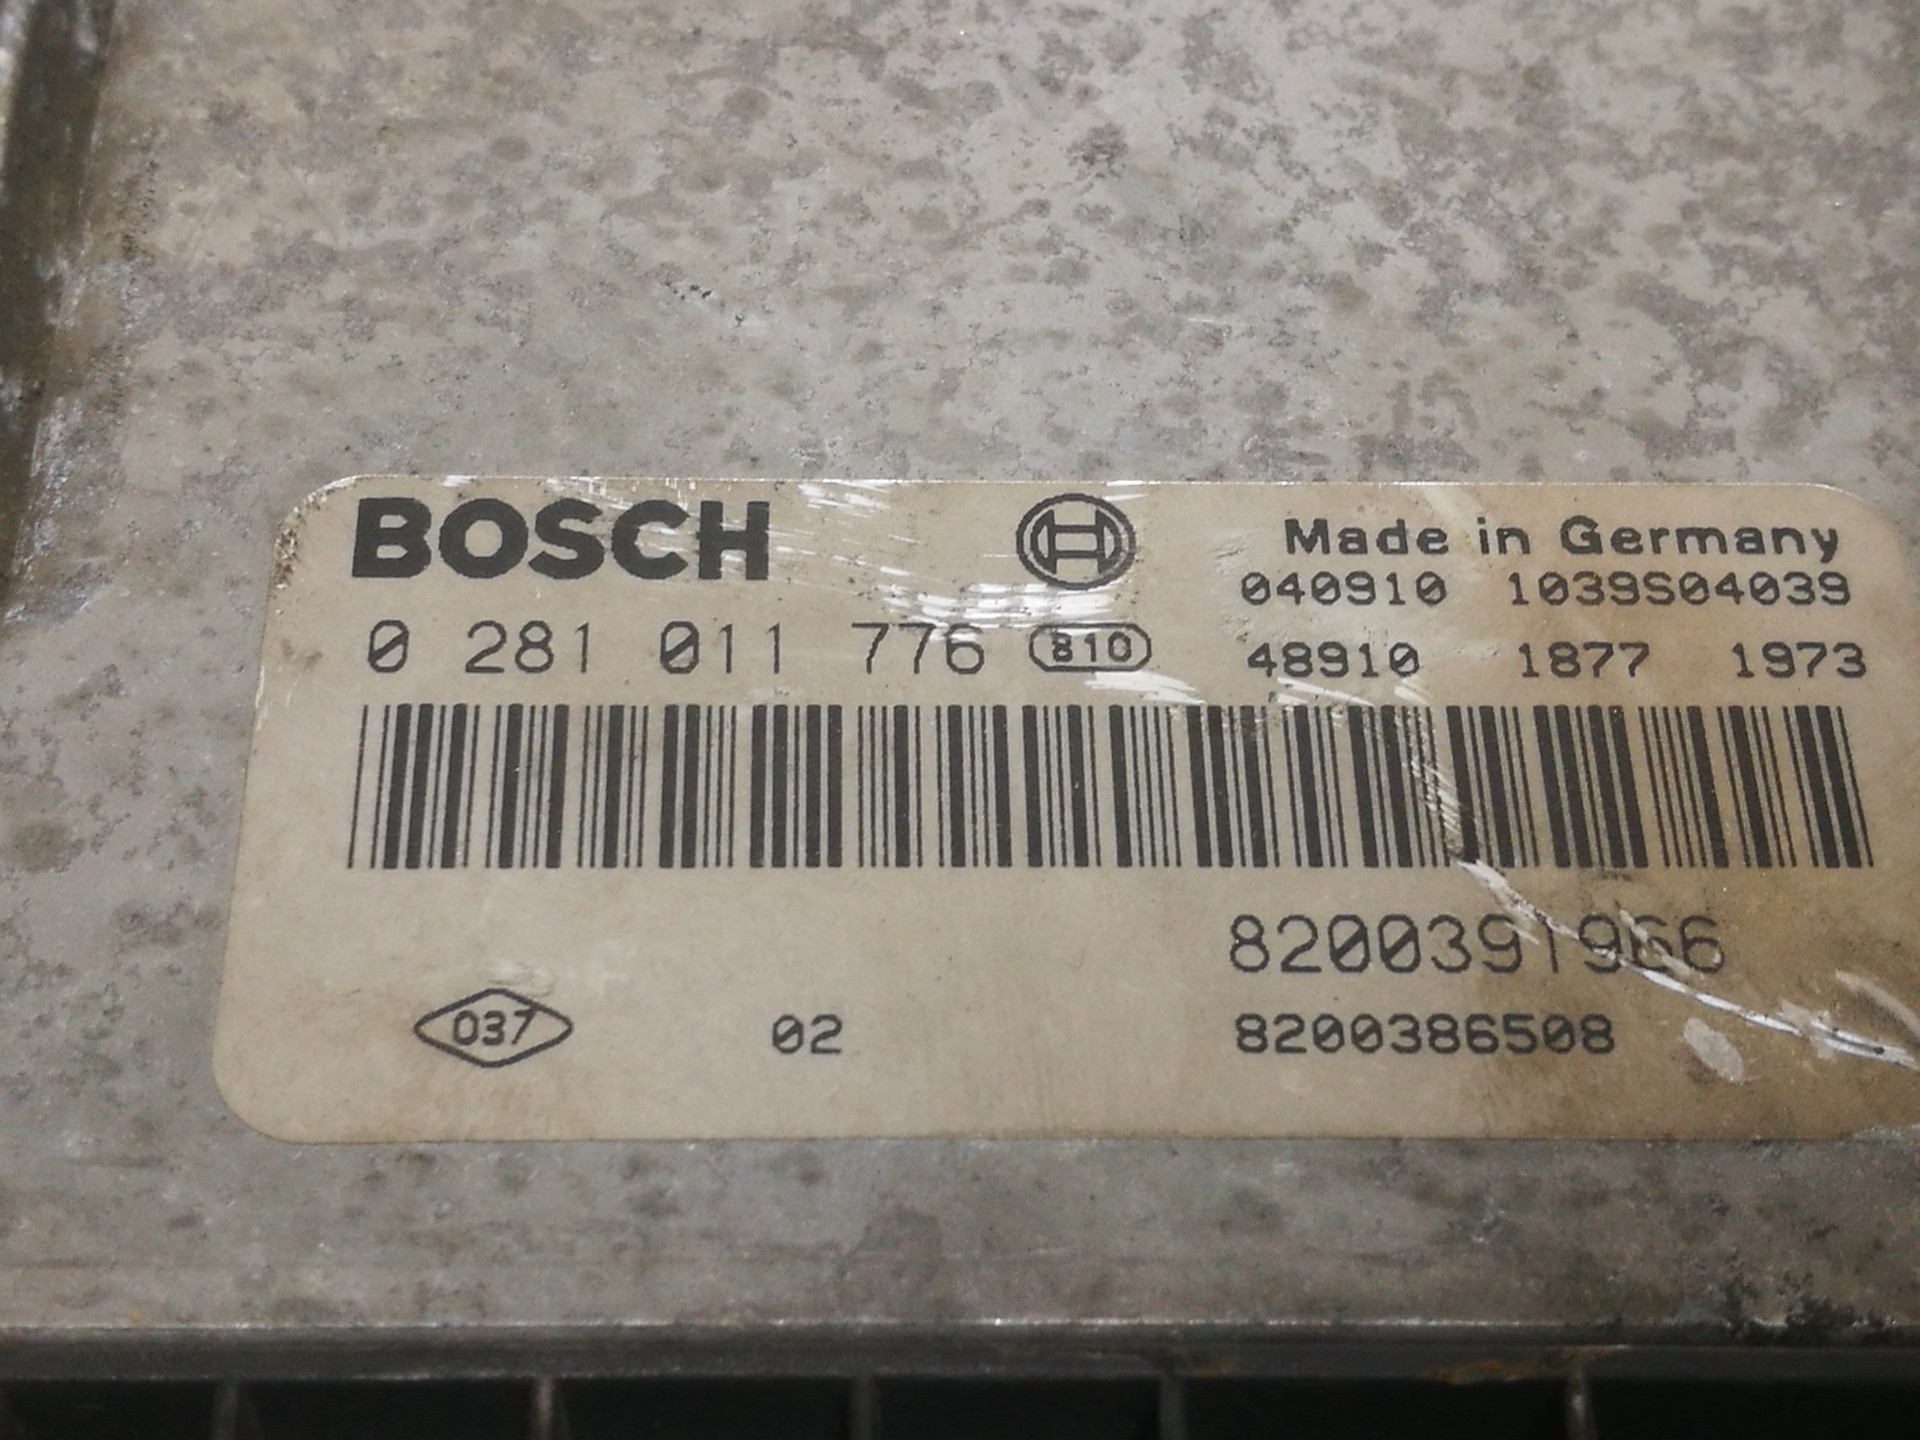 BOSCH
Made in Germany
040910 1039S04039
0 281 011 776 810
48910 1877 1973
8200391966
037 02 8200386508